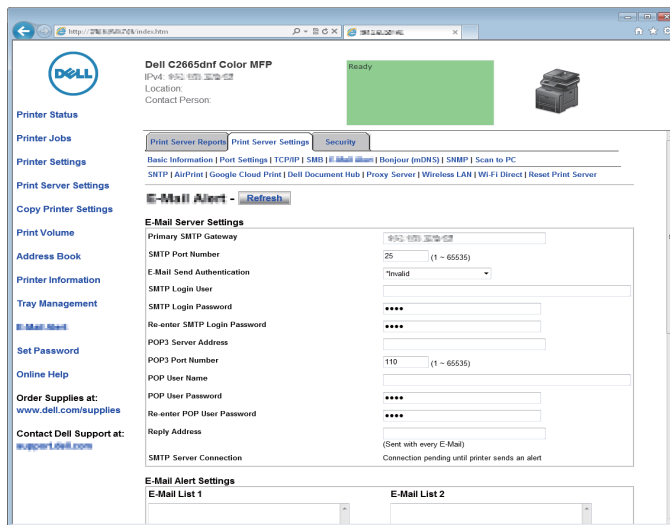 http://
/index.htm
DELL
Dell C2665dnf Color MFP
IPv4:
Location:
Contact Person:
Ready
Printer Status
Printer Jobs
Printer Settings
Print Server Settings
Copy Printer Settings
Print Volume
Address Book
Printer Information
Tray Management
E-Mail Alert
Set Password
Online Help
Order Supplies at:
www.dell.com/supplies
Contact Dell Support at:
support.dell.com
Print Server Reports Print Server Settings Security
Basic Information | Port Settings | TCP/IP | SMB | E-Mail Alert | Bonjour (mDNS) | SNMP | Scan to PC
SNTP | AirPrint | Google Cloud Print | Dell Document Hub | Proxy Server | Wireless LAN | Wi-Fi Direct | Reset Print Server
E-Mail Alert - Refresh
E-Mail Server Settings
Primary SMTP Gateway
SMTP Port Number 25 (1 ~ 65535)
E-Mail Send Authentication *Invalid
SMTP Login User
SMTP Login Password ●●●●
Re-enter SMTP Login Password ●●●●
POP3 Server Address
POP3 Port Number 110 (1 ~ 65535)
POP User Name
POP User Password ●●●●
Re-enter POP User Password ●●●●
Reply Address
(Sent with every E-Mail)
SMTP Server Connection Connection pending until printer sends an alert
E-Mail Alert Settings
E-Mail List 1 E-Mail List 2